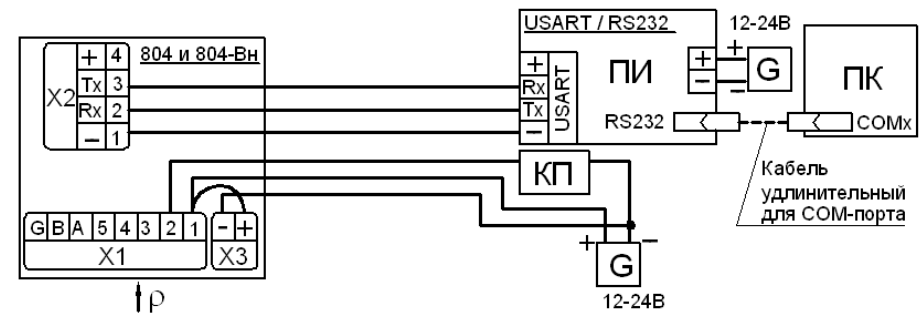 USART / RS232
12-24В
804 и 804-Вн
+ 4
Tx 3
Rx 2
– 1
X2
+
Rx
Tx
–
USART
ПИ
+
–
+
–
G
ПК
RS232
COMx
КП
Кабель
удлинительный
для COM-порта
G B A 5 4 3 2 1
X1
- +
X3
+
–
G
12-24В
ρ